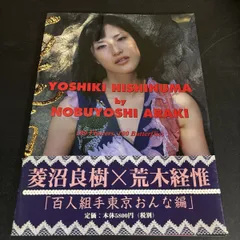 YOSHIKI HISHINUMA
by
NOBUYOSHI ARAKI
菱沼良樹×荒木経惟
「百人組手東京おんな編」
定価：本体5800円（税別）